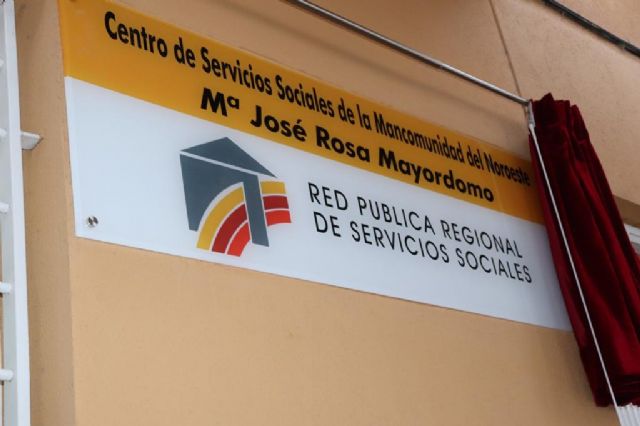 Centro de Servicios Sociales de la Mancomunidad del Noroeste
Mª José Rosa Mayordomo
RED PUBLICA REGIONAL
DE SERVICIOS SOCIALES